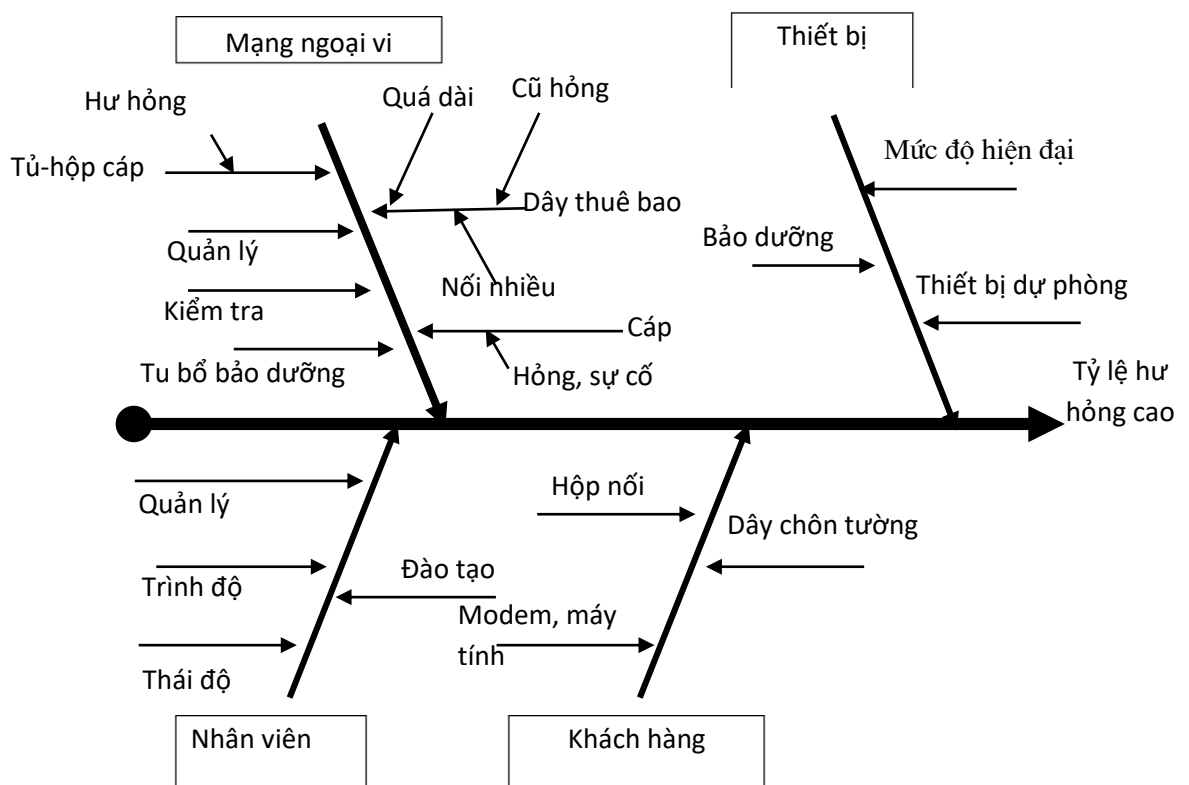 Mạng ngoại vi
Thiết bị
Hư hỏng
Quá dài
Cũ hỏng
Tủ-hộp cáp
Mức độ hiện đại
Dây thuê bao
Quản lý
Bảo dưỡng
Nối nhiều
Kiểm tra
Thiết bị dự phòng
Cáp
Tu bổ bảo dưỡng
Hỏng, sự cố
Tỷ lệ hư
hỏng cao
Quản lý
Hộp nối
Dây chôn tường
Trình độ
Đào tạo
Modem, máy
tính
Thái độ
Nhân viên
Khách hàng